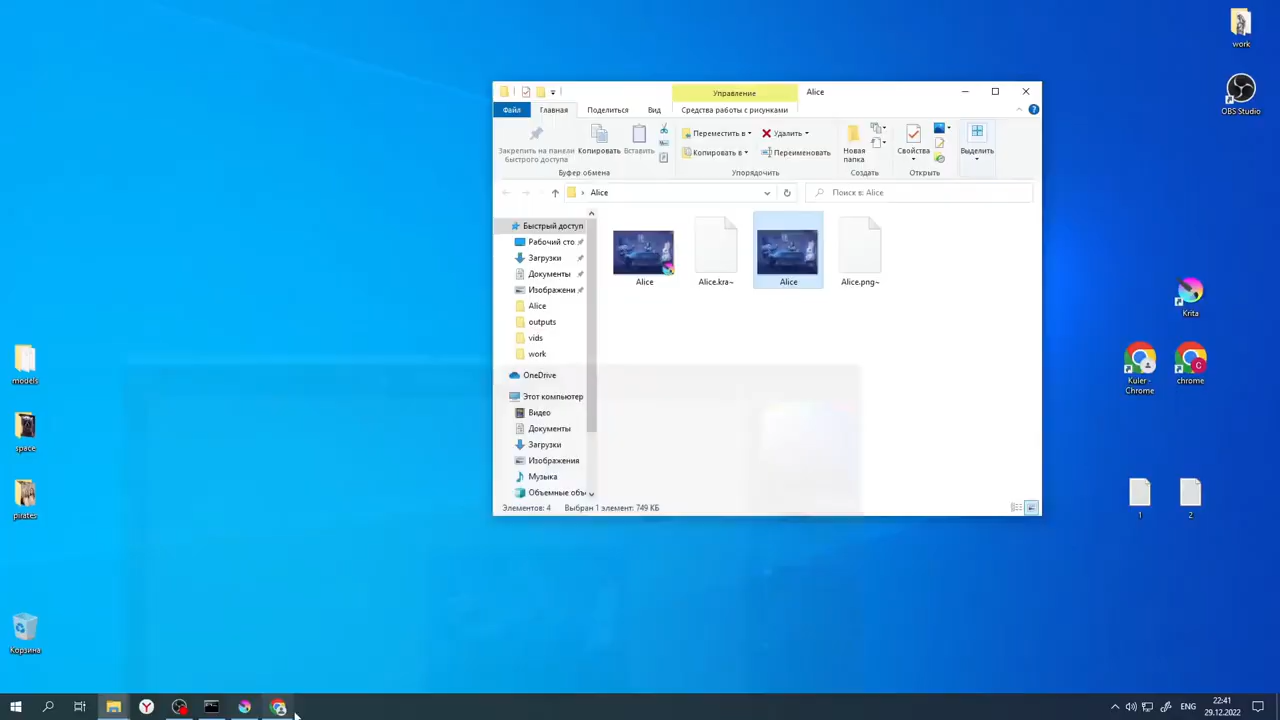 work
OBS Studio
Управление
Alice
Файл
Главная
Поделиться
Вид
Средства работы с рисунками
Закрепить на панели
быстрого доступа
Копировать
Вставить
Переместить в
Копировать в
Удалить
Переименовать
Новая
папка
Свойства
Выделить
Буфер обмена
Упорядочить
Создать
Открыть
Alice
Поиск в: Alice
Быстрый доступ
Рабочий сто
Загрузки
Документы
Изображени
Alice
outputs
vids
work
OneDrive
Этот компьютер
Видео
Документы
Загрузки
Изображения
Музыка
Объемные объ
Alice
Alice.kra~
Alice
Alice.png~
Элементов: 4
Выбран 1 элемент: 749 КБ
Krita
Kuler -
Chrome
chrome
1
2
models
space
pirates
Корзина
ENG
22:41
29.12.2022